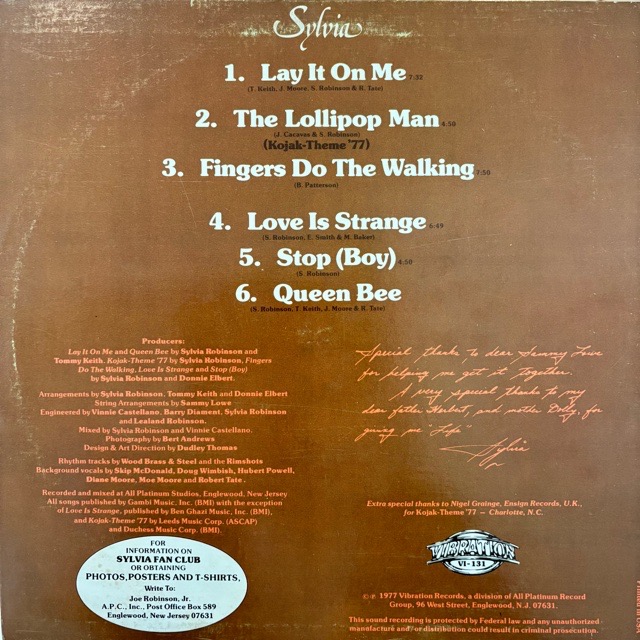 Sylvia
1. Lay It On Me 7:52
(T. Keith, J. Moore, S. Robinson & R. Tate)
2. The Lollipop Man 4:50
(J. Cacavas & S. Robinson)
(Kojak-Theme '77)
3. Fingers Do The Walking 7:50
(B. Patterson)
4. Love Is Strange 6:49
(S. Robinson, E. Smith & M. Baker)
5. Stop (Boy) 4:50
(S. Robinson)
6. Queen Bee
(S. Robinson, T. Keith, J. Moore & R. Tate)
Producers:
Lay It On Me and Queen Bee by Sylvia Robinson and
Tommy Keith. Kojak-Theme '77 by Sylvia Robinson, Fingers
Do The Walking, Love Is Strange and Stop (Boy)
by Sylvia Robinson and Donnie Elbert.
Arrangements by Sylvia Robinson, Tommy Keith and Donnie Elbert
String Arrangements by Sammy Lowe
Engineered by Vinnie Castellano, Barry Diament, Sylvia Robinson
and Lealand Robinson.
Mixed by Sylvia Robinson and Vinnie Castellano.
Photography by Bert Andrews
Design & Art Direction by Dudley Thomas
Rhythm tracks by Wood Brass & Steel and the Rimshots
Background vocals by Skip McDonald, Doug Wimbish, Hubert Powell,
Diane Moore, Moe Moore and Robert Tate.
Recorded and mixed at All Platinum Studios, Englewood, New Jersey
All songs published by Gambi Music. Inc. (BMI) with the exception
of Love Is Strange, published by Ben Ghazi Music, Inc. (BMI),
and Kojak-Theme '77 by Leeds Music Corp. (ASCAP)
and Duchess Music Corp. (BMI).
FOR
INFORMATION ON
SYLVIA FAN CLUB
OR OBTAINING
PHOTOS, POSTERS AND T-SHIRTS,
Write To:
Joe Robinson, Jr.
A.P.C., Inc., Post Office Box 589
Englewood, New Jersey 07631
Special thanks to dear Sammy Lowe
for helping me get it together.
A very special thanks to my
dear father Herbert, and mother Dolly, for
giving me "Life"
Sylvia
Extra special thanks to Nigel Grainge, Ensign Records, U.K.,
for Kojak-Theme '77 – Charlotte, N.C.
VIBRATION
VI-131
©℗ 1977 Vibration Records, a division of All Platinum Record
Group, 96 West Street, Englewood, N.J. 07631.
This sound recording is protected by Federal law and any unauthorized
manufacture and/or distribution could result in criminal prosecution.